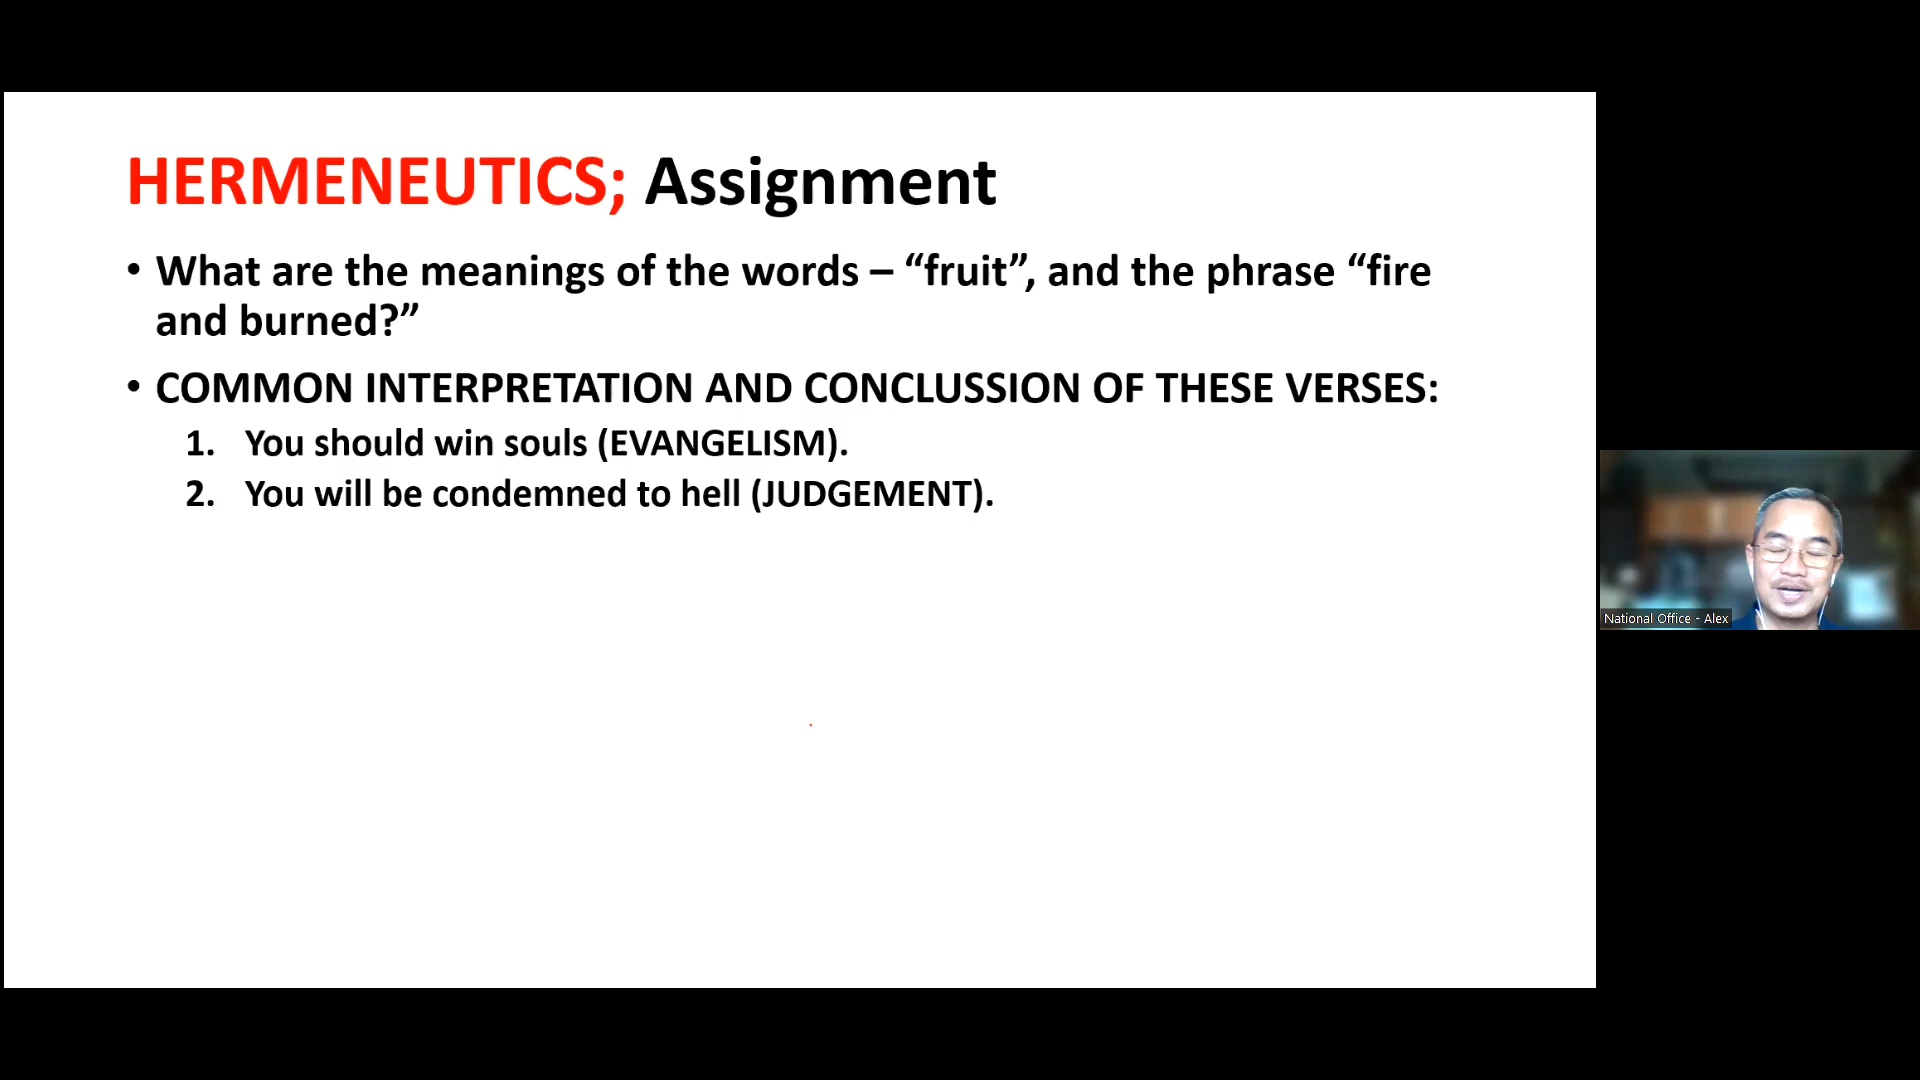 HERMENEUTICS; Assignment
• What are the meanings of the words – “fruit”, and the phrase “fire
and burned?”
• COMMON INTERPRETATION AND CONCLUSSION OF THESE VERSES:
1. You should win souls (EVANGELISM).
2. You will be condemned to hell (JUDGEMENT).
National Office - Alex